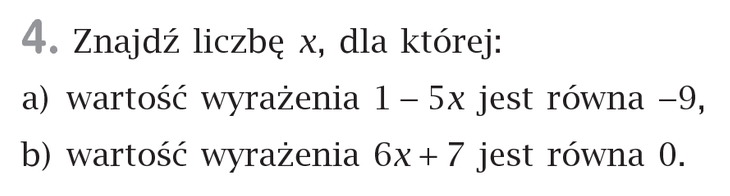 4. Znajdź liczbę x, dla której:
a) wartość wyrażenia 1 – 5x jest równa –9,
b) wartość wyrażenia 6x + 7 jest równa 0.